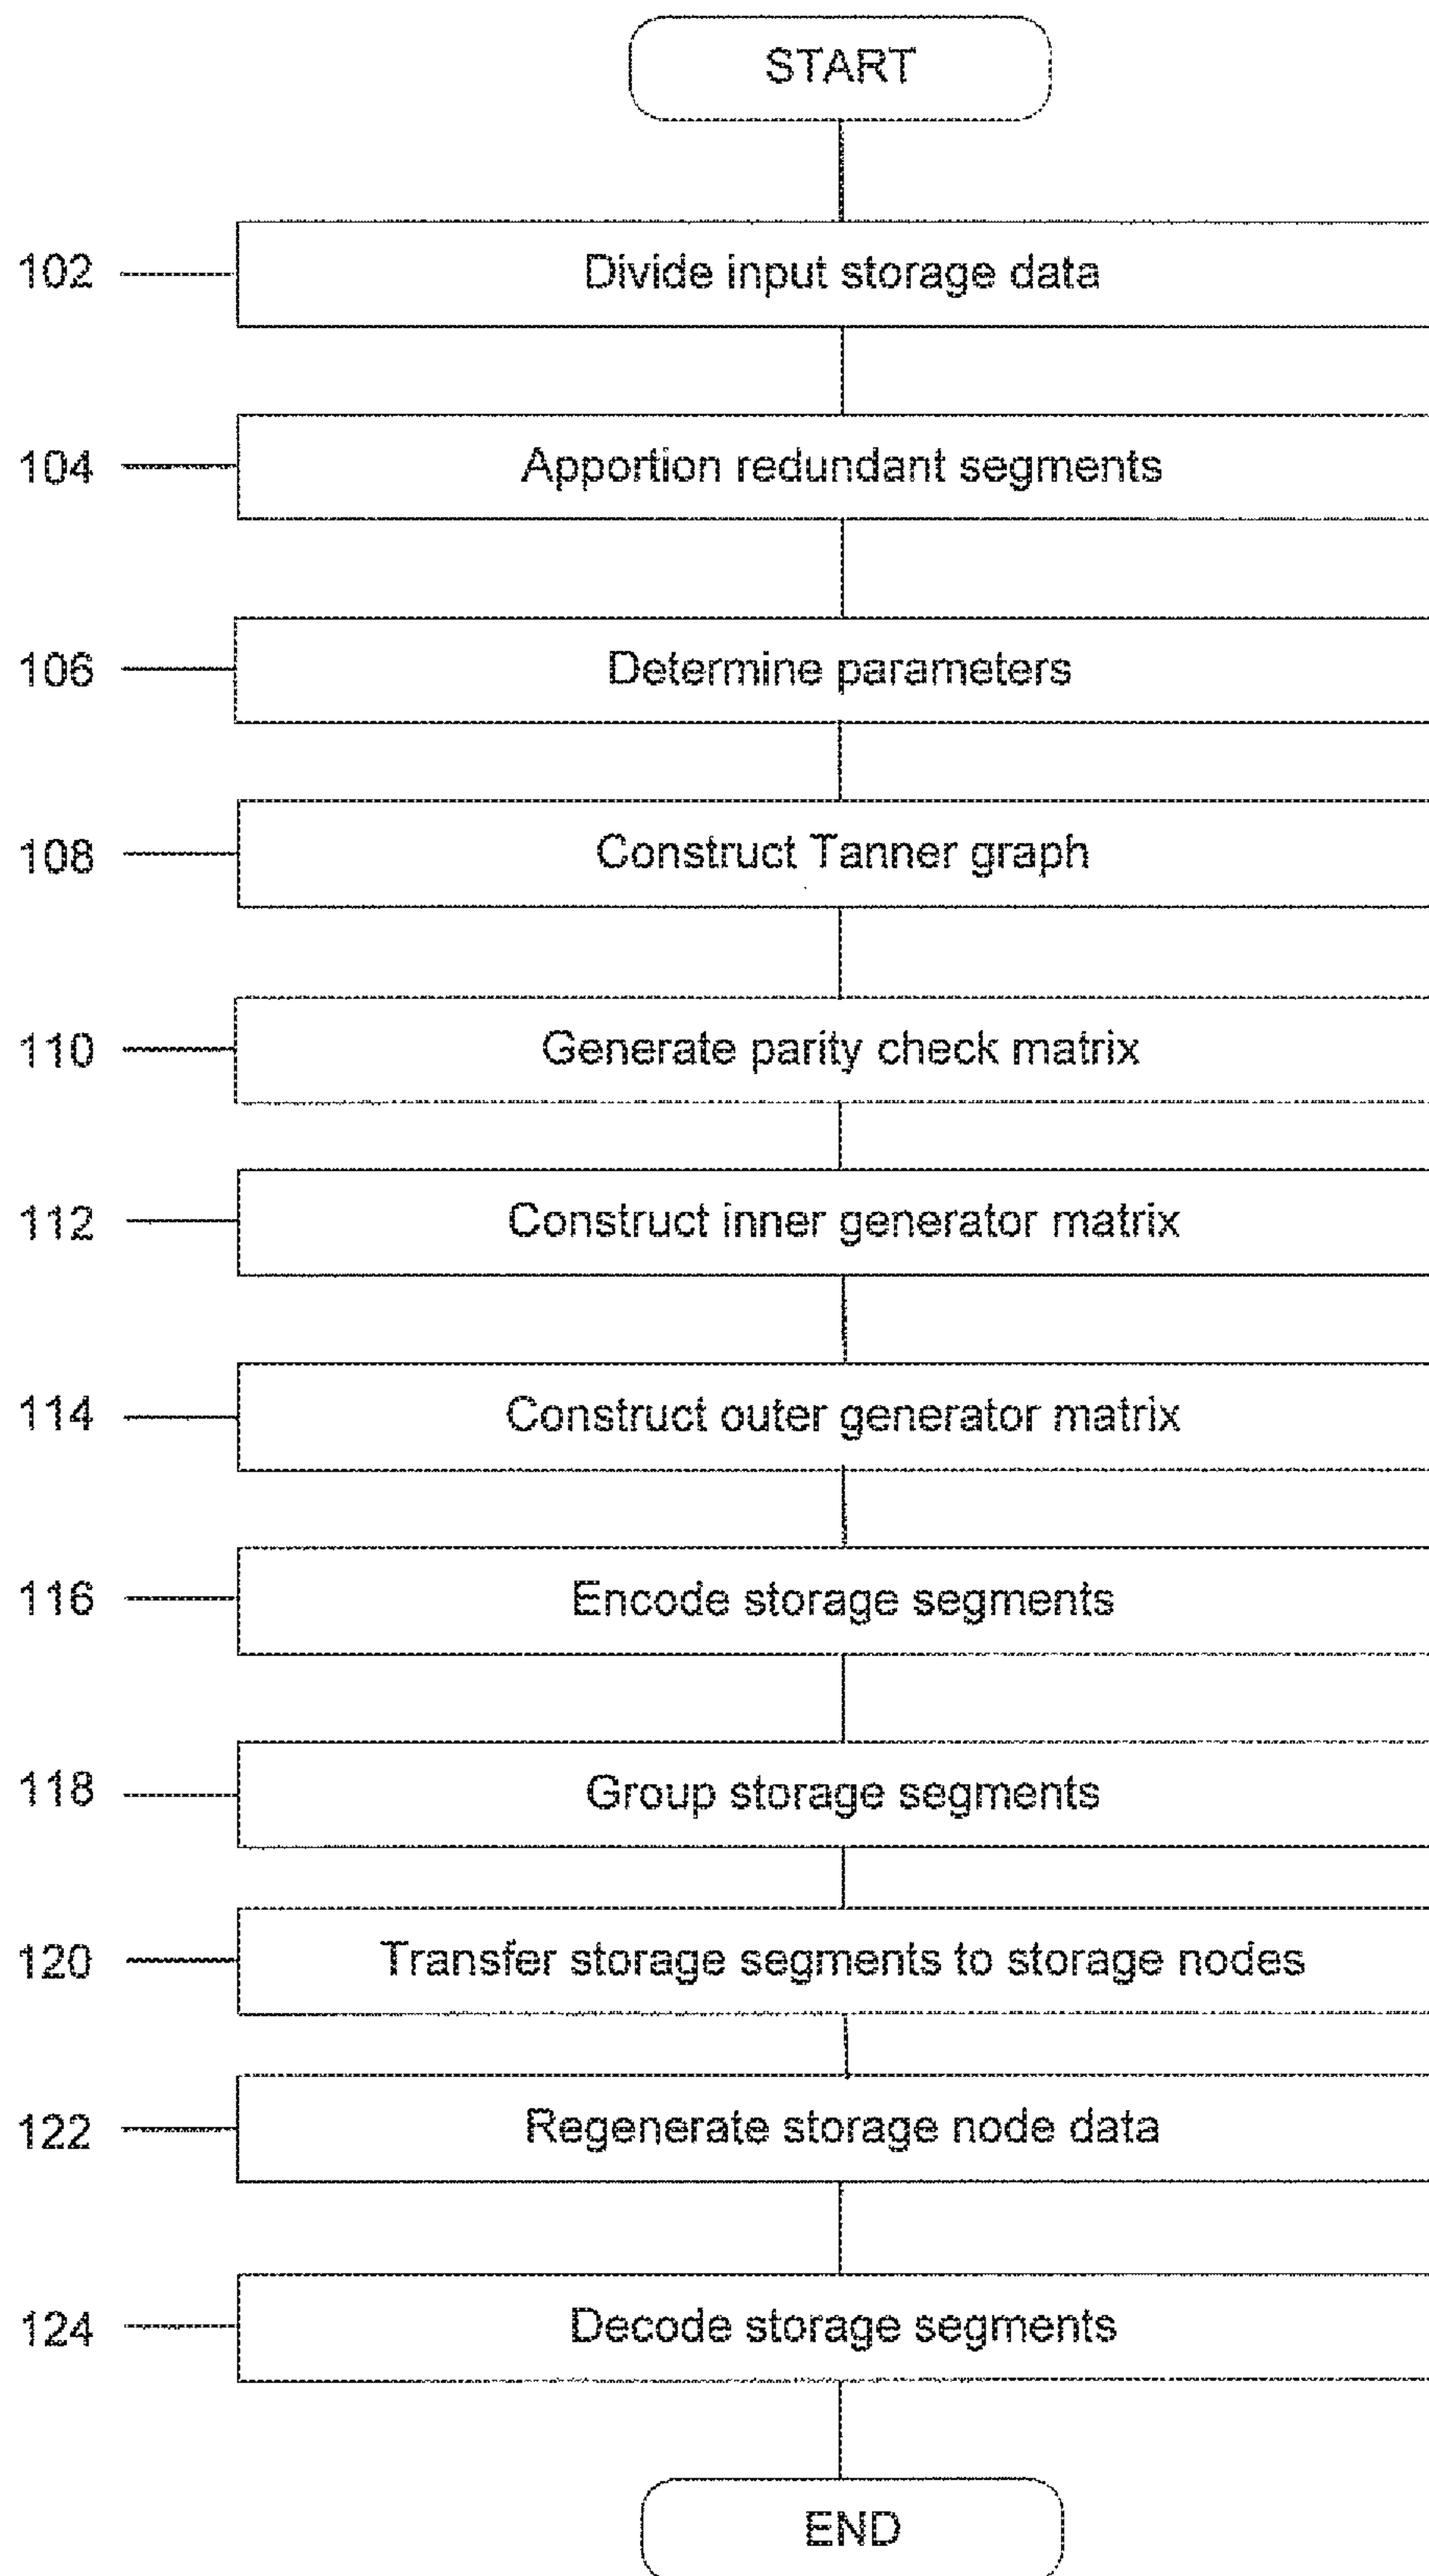 START
102 Divide input storage data
104 Apportion redundant segments
106 Determine parameters
108 Construct Tanner graph
110 Generate parity check matrix
112 Construct inner generator matrix
114 Construct outer generator matrix
116 Encode storage segments
118 Group storage segments
120 Transfer storage segments to storage nodes
122 Regenerate storage node data
124 Decode storage segments
END